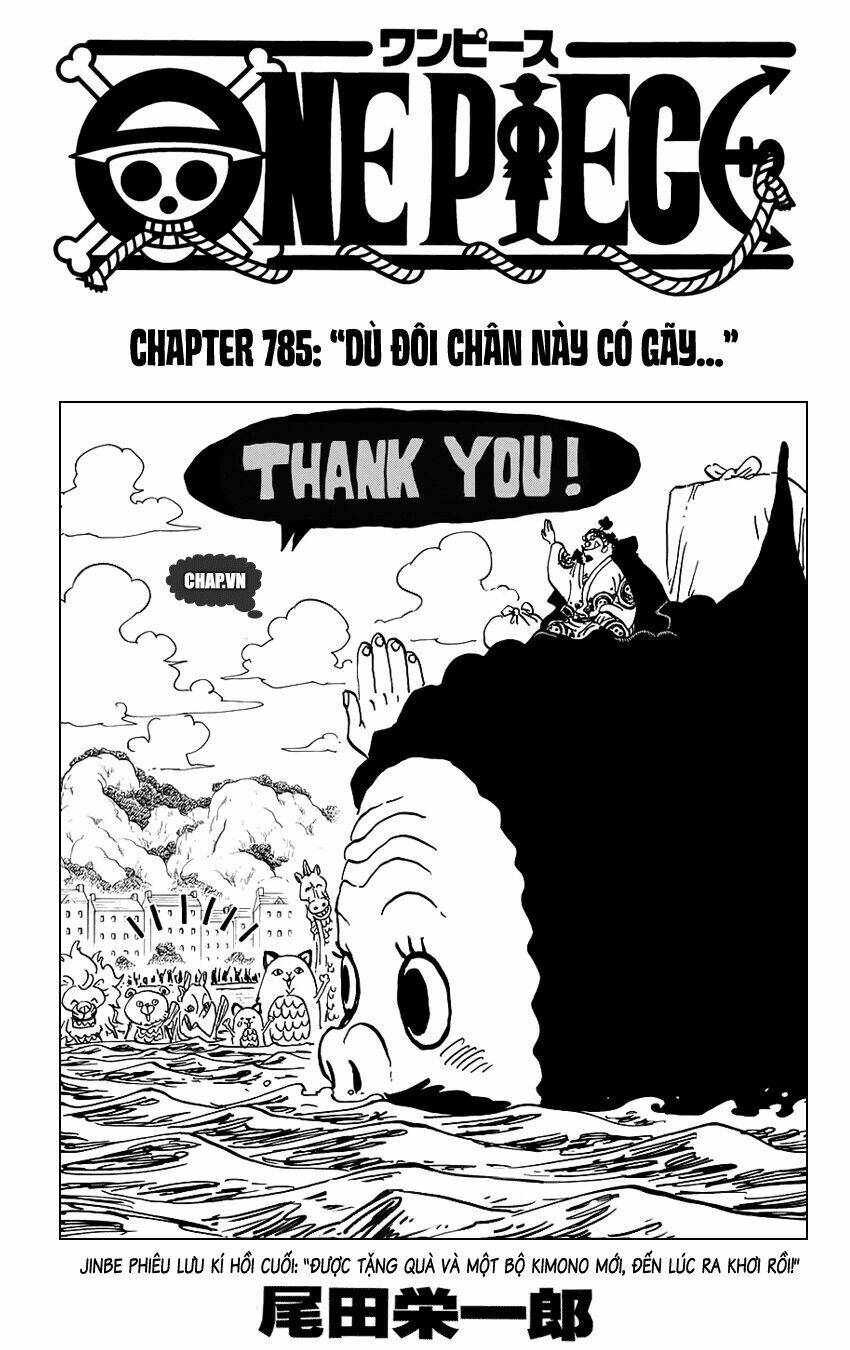 ワンピース
ONE PIECE
CHAPTER 785: “DÙ ĐÔI CHÂN NÀY CÓ GÃY...”
THANK YOU!
CHAP.VN
JINBE PHIÊU LƯU KÍ HỒI CUỐI: “ĐƯỢC TẶNG QUÀ VÀ MỘT BỘ KIMONO MỚI, ĐẾN LÚC RA KHƠI RỒI!”
尾田栄一郎